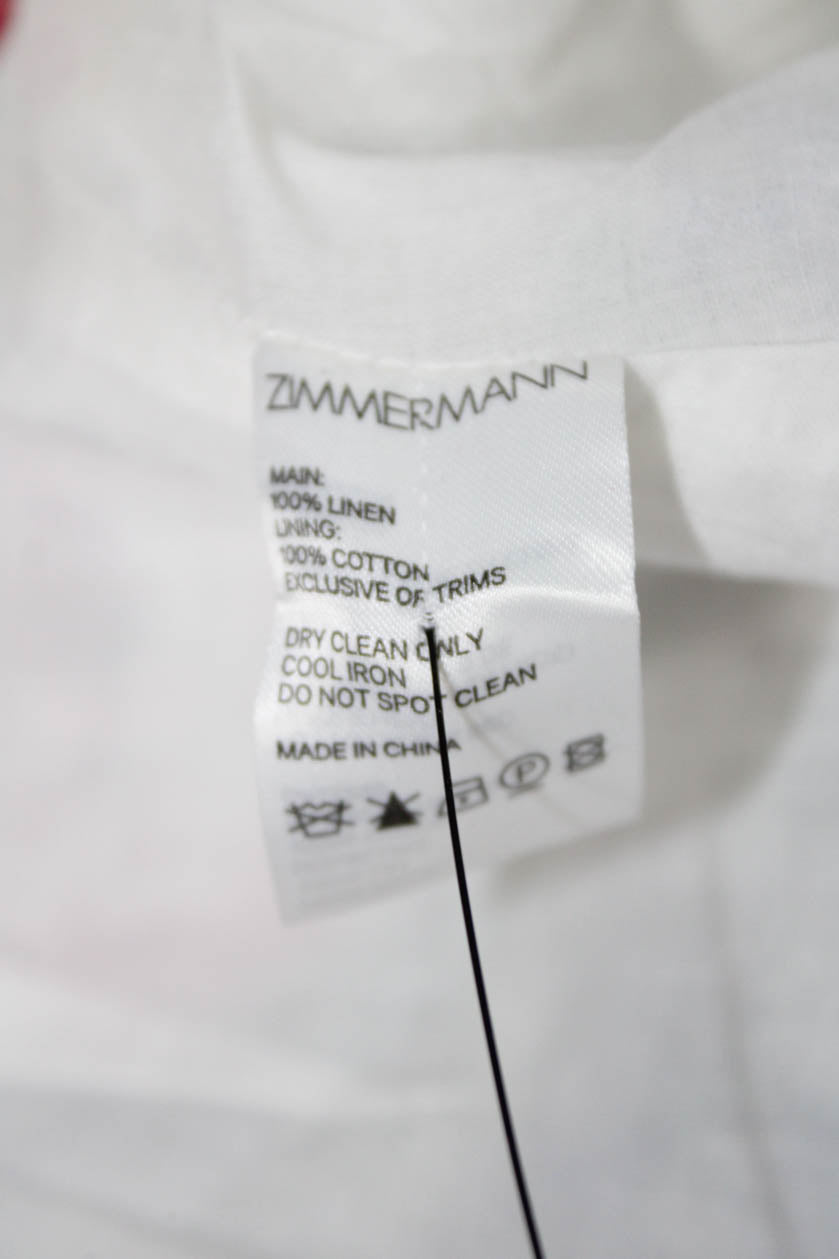 ZIMMERMANN
MAIN:
100% LINEN
LINING:
100% COTTON
EXCLUSIVE OF TRIMS
DRY CLEAN ONLY
COOL IRON
DO NOT SPOT CLEAN
MADE IN CHINA
P